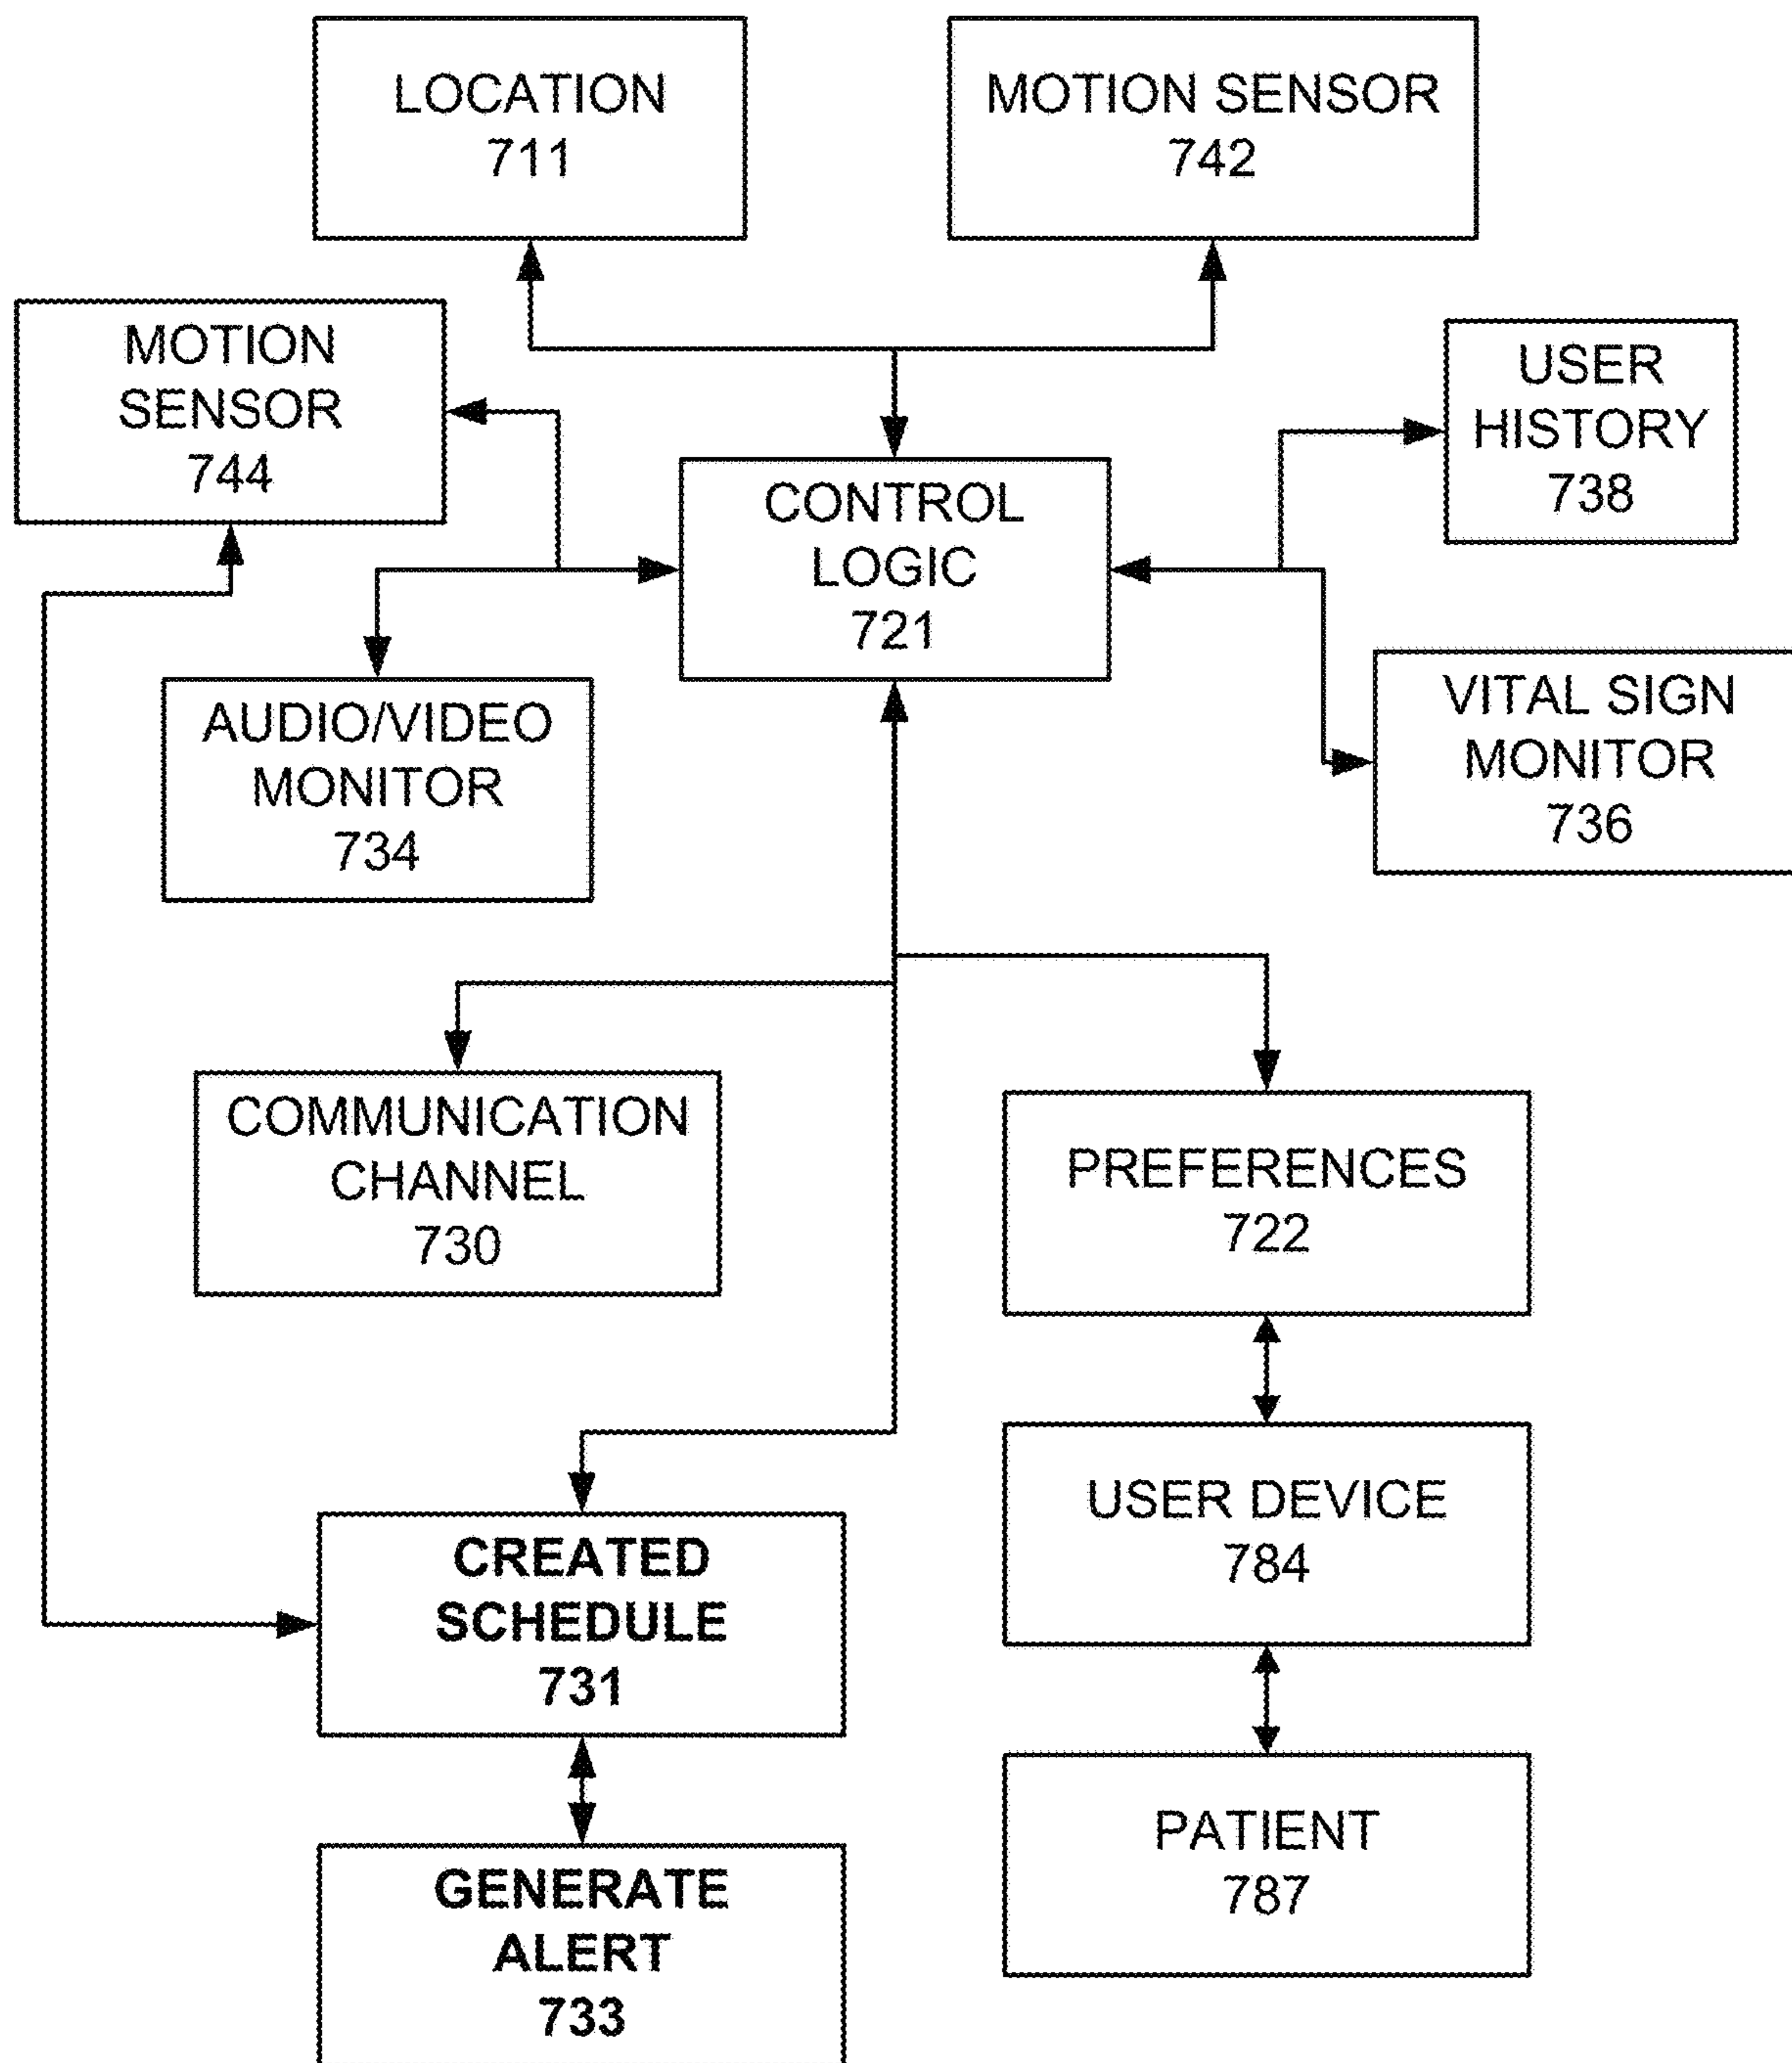 LOCATION
711
MOTION SENSOR
742
MOTION
SENSOR
744
USER
HISTORY
738
CONTROL
LOGIC
721
AUDIO/VIDEO
MONITOR
734
VITAL SIGN
MONITOR
736
COMMUNICATION
CHANNEL
730
PREFERENCES
722
USER DEVICE
784
CREATED
SCHEDULE
731
PATIENT
787
GENERATE
ALERT
733